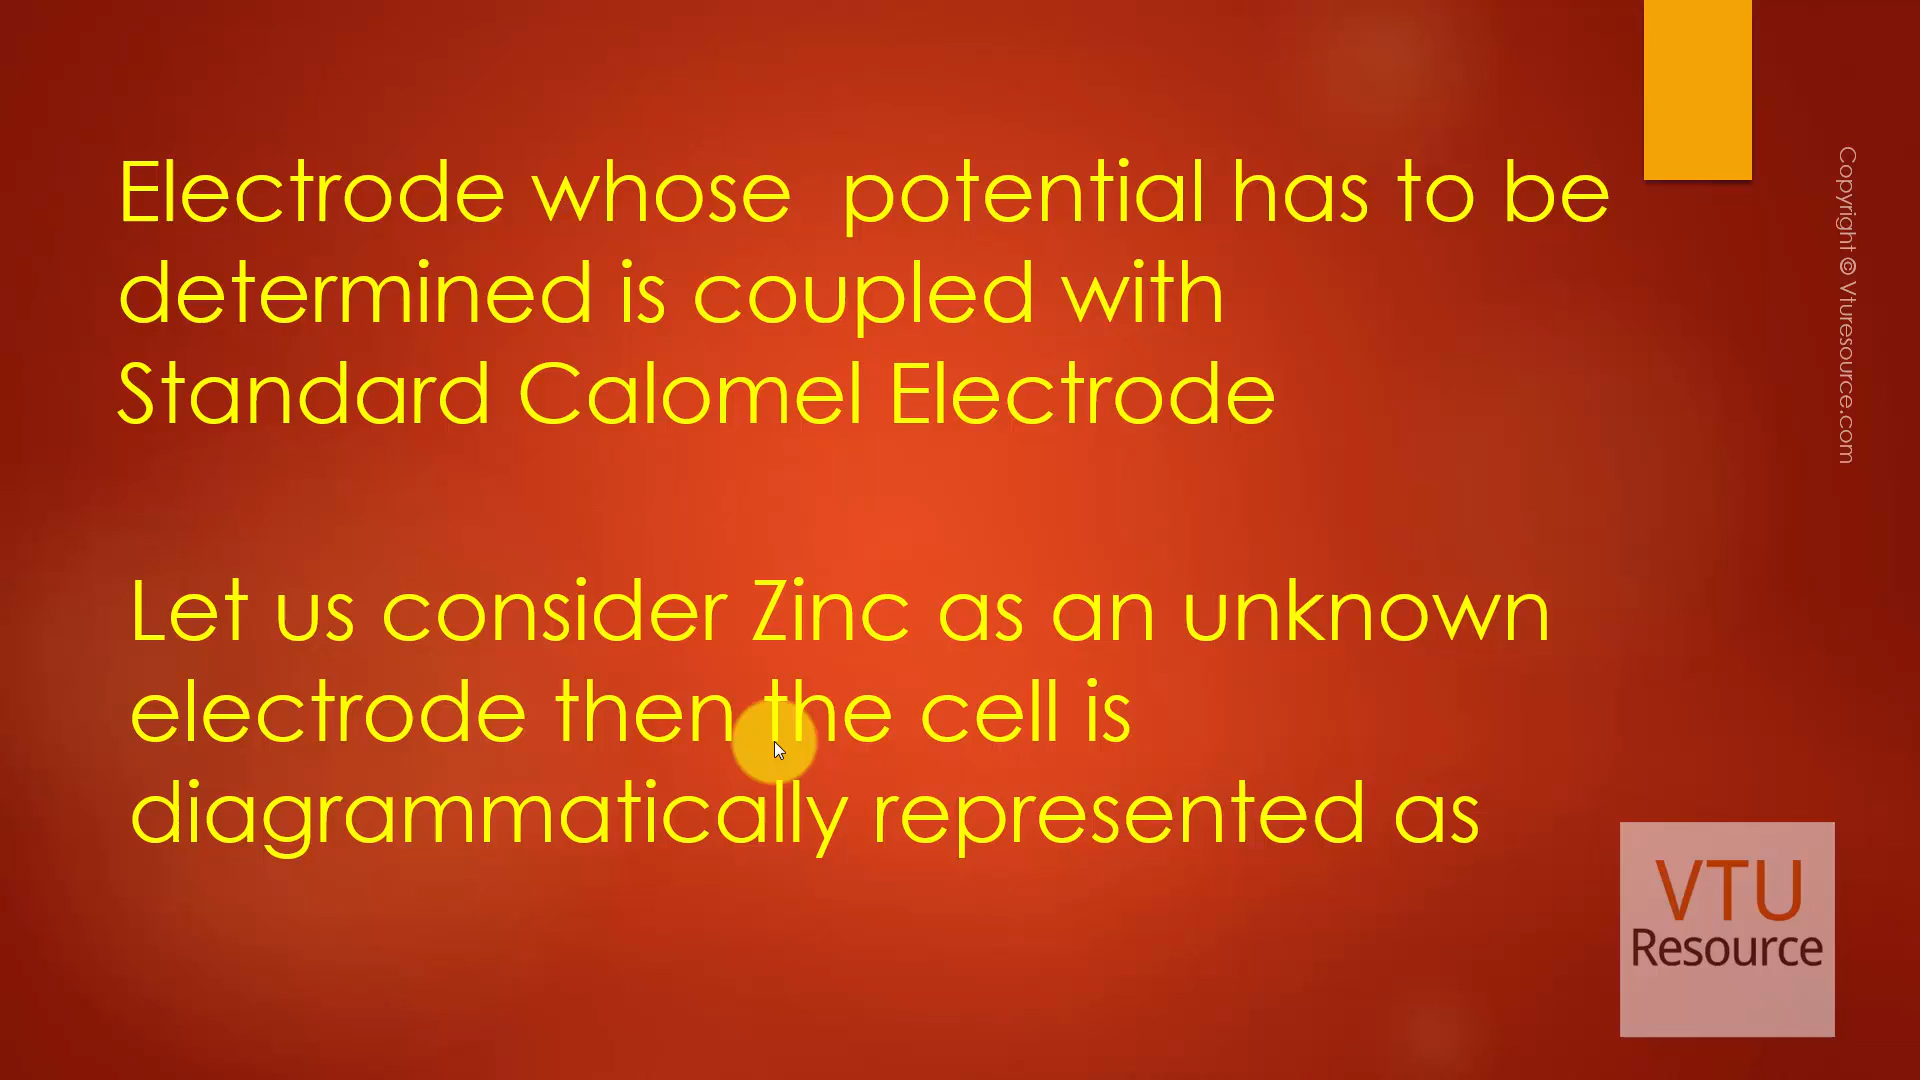 Electrode whose  potential has to be
determined is coupled with
Standard Calomel Electrode
Let us consider Zinc as an unknown
electrode then the cell is
diagrammatically represented as
Copyright © Vturesource.com
VTU
Resource